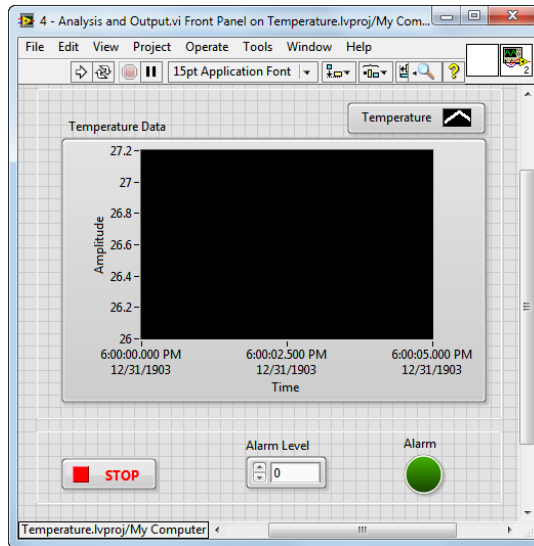 4 - Analysis and Output.vi Front Panel on Temperature.lvproj/My Com...
File Edit View Project Operate Tools Window Help
15pt Application Font
?
2
Temperature Data
Temperature
27.2
27
26.8
26.6
26.4
26.2
26
Amplitude
6:00:00.000 PM 6:00:02.500 PM 6:00:05.000 PM
12/31/1903 12/31/1903 12/31/1903
Time
Alarm Level Alarm
STOP 0
Temperature.lvproj/My Computer